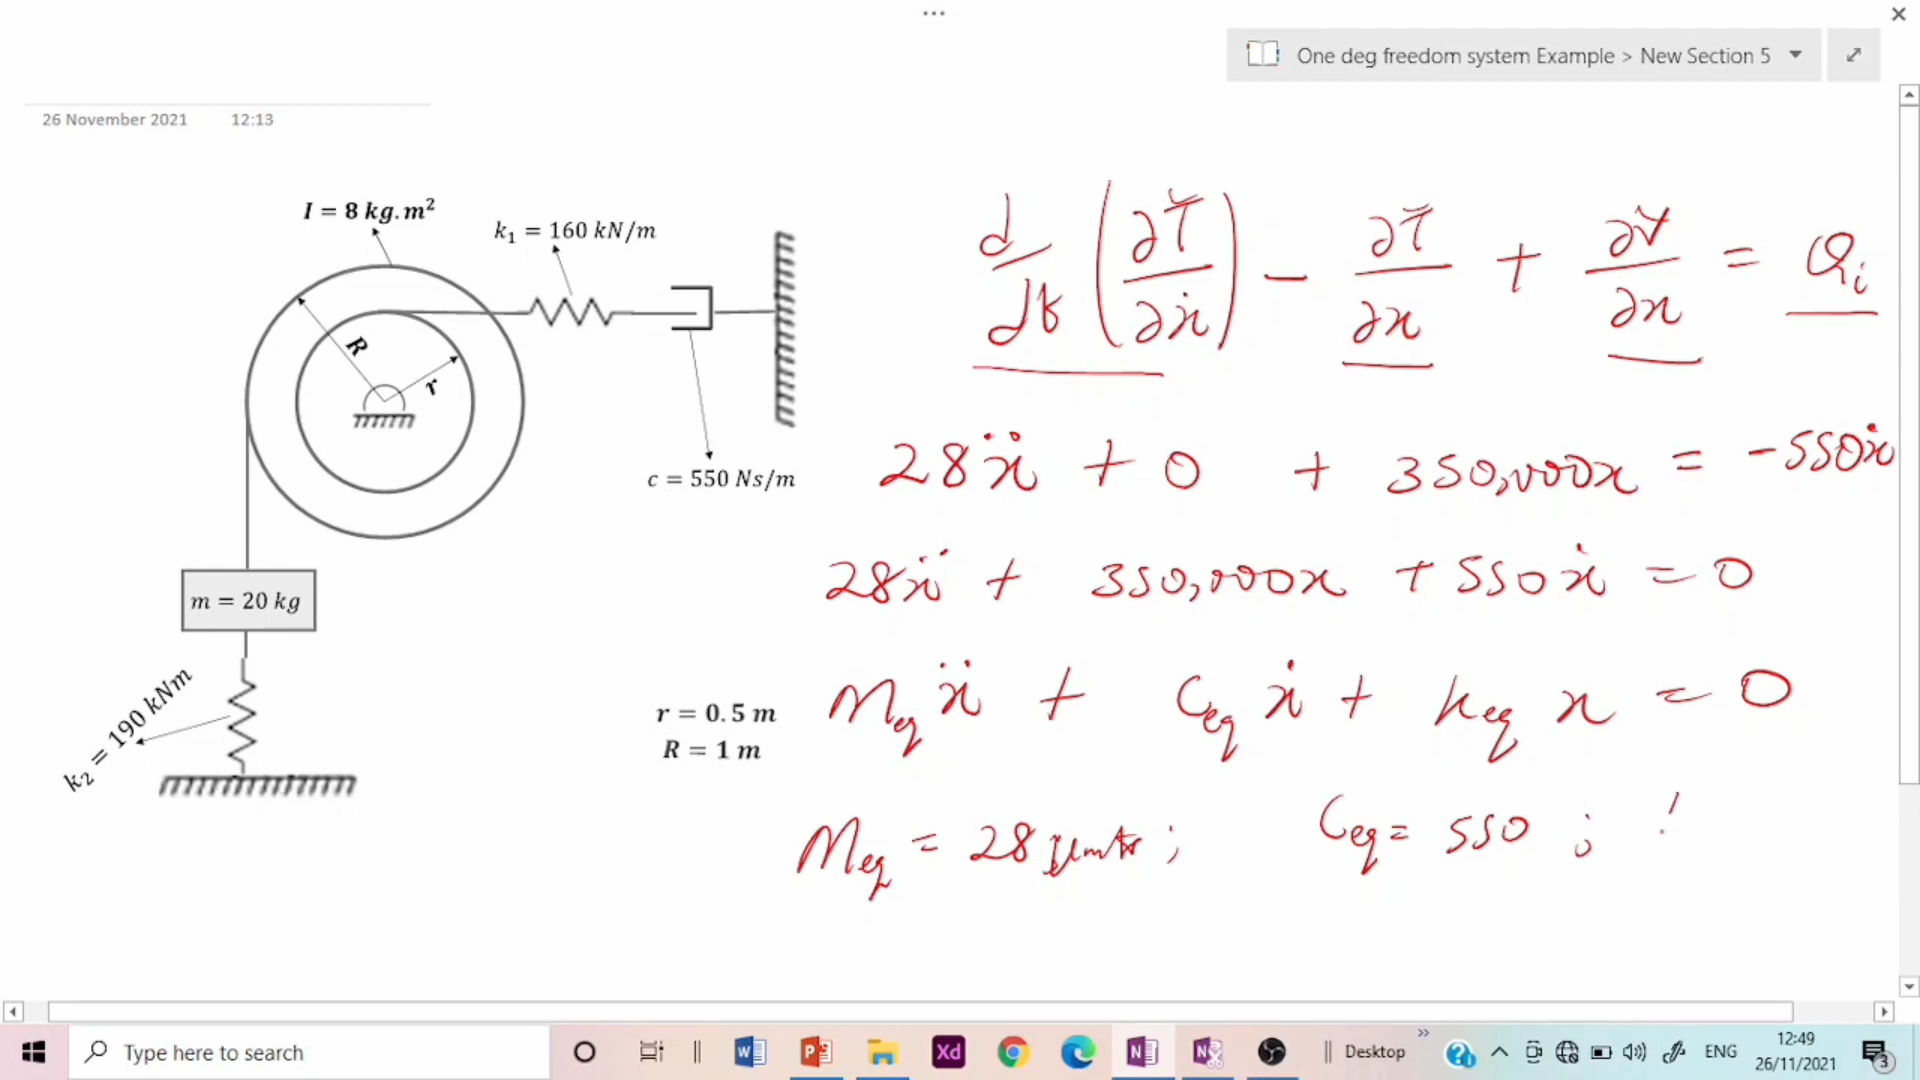 One deg freedom system Example > New Section 5
26 November 2021 12:13
I = 8 kg.m²
k₁ = 160 kN/m
R
r
c = 550 Ns/m
m = 20 kg
k₂ = 190 kNm
r = 0.5 m
R = 1 m
d/dt (∂T/∂ẋ) − ∂T/∂x + ∂V/∂x = Qᵢ
28ẍ + 0 + 350,000x = -550ẋ
28ẍ + 350,000x + 550ẋ = 0
Meq ẍ + Ceq ẋ + keq x = 0
Meq = 28 ; Ceq = 550 ;
Type here to search
Xd
Desktop
ENG
12:49
26/11/2021
3